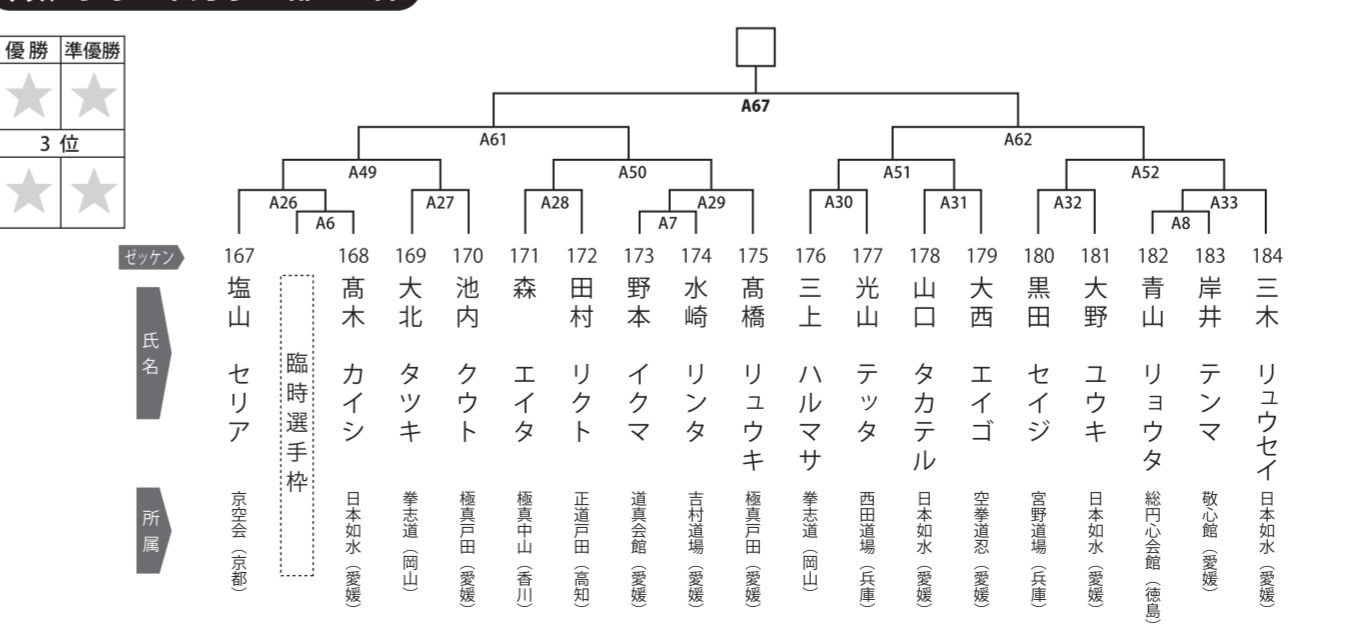 優勝 準優勝
3 位
A67
A61 A62
A49 A50 A51 A52
A26 A27 A28 A29 A30 A31 A32 A33
A6 A7 A8
ゼッケン 167 168 169 170 171 172 173 174 175 176 177 178 179 180 181 182 183 184
氏名
塩山 セリア
臨時選手枠
髙木 カイシ
大北 タツキ
池内 クウト
森 エイタ
田村 リクト
野本 イクマ
水崎 リンタ
髙橋 リュウキ
三上 ハルマサ
光山 テッタ
山口 タカテル
大西 エイゴ
黒田 セイジ
大野 ユウキ
青山 リョウタ
岸井 テンマ
三木 リュウセイ
所属
京空会（京都）
日本如水（愛媛）
拳志道（岡山）
極真戸田（愛媛）
極真中山（香川）
正道戸田（高知）
道真会館（愛媛）
吉村道場（愛媛）
極真戸田（愛媛）
拳志道（岡山）
西田道場（兵庫）
日本如水（愛媛）
空拳道忍（愛媛）
宮野道場（兵庫）
日本如水（愛媛）
総円心会館（徳島）
敬心館（愛媛）
日本如水（愛媛）